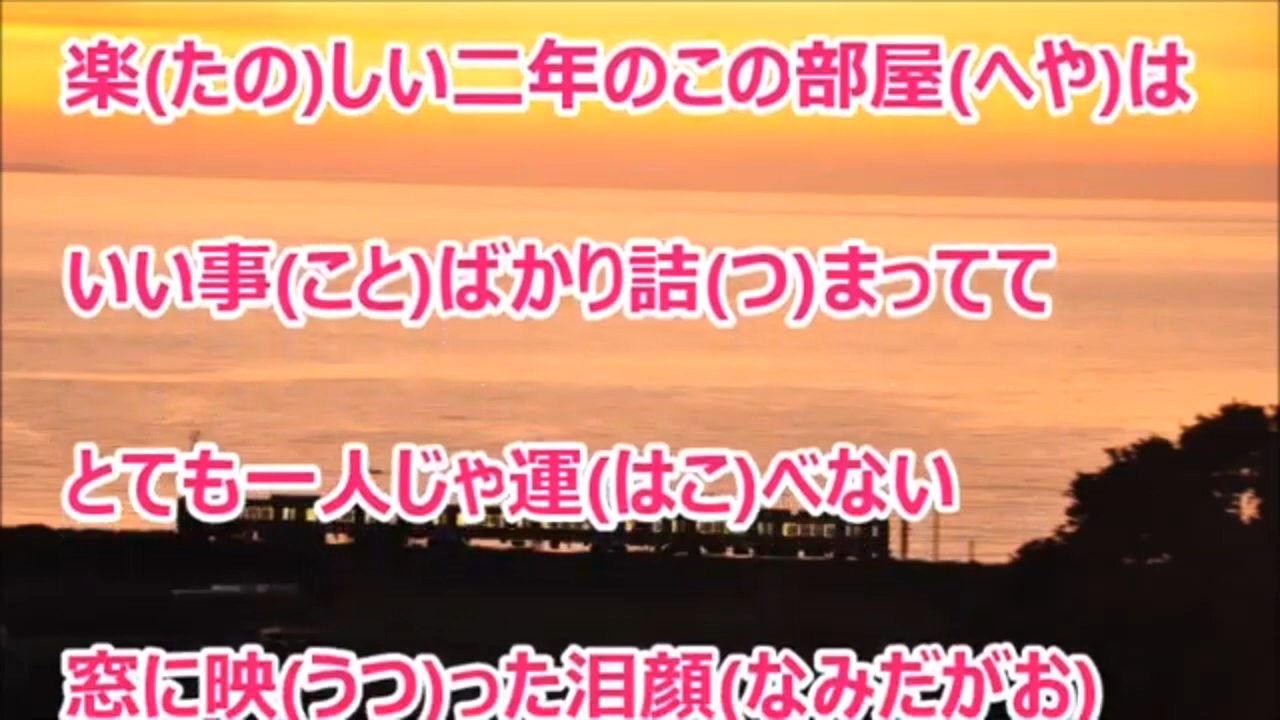 楽(たの)しい二年のこの部屋(へや)は
いい事(こと)ばかり詰(つ)まってて
とても一人じゃ運(はこ)べない
窓に映(うつ)った泪顔(なみだがお)